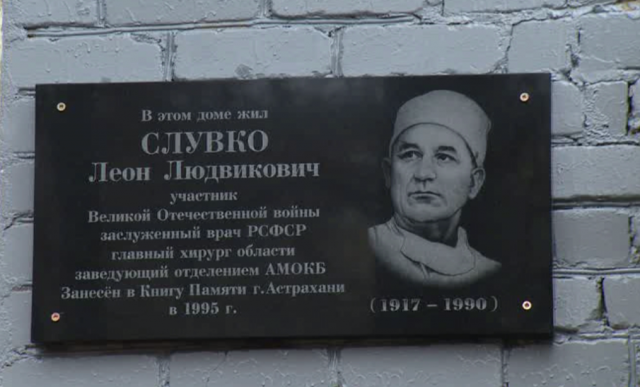 В этом доме жил
СЛУВКО
Леон Людвикович
участник
Великой Отечественной войны
заслуженный врач РСФСР
главный хирург области
заведующий отделением АМОКБ
Занесён в Книгу Памяти г.Астрахани
в 1995 г.
(1917 – 1990)